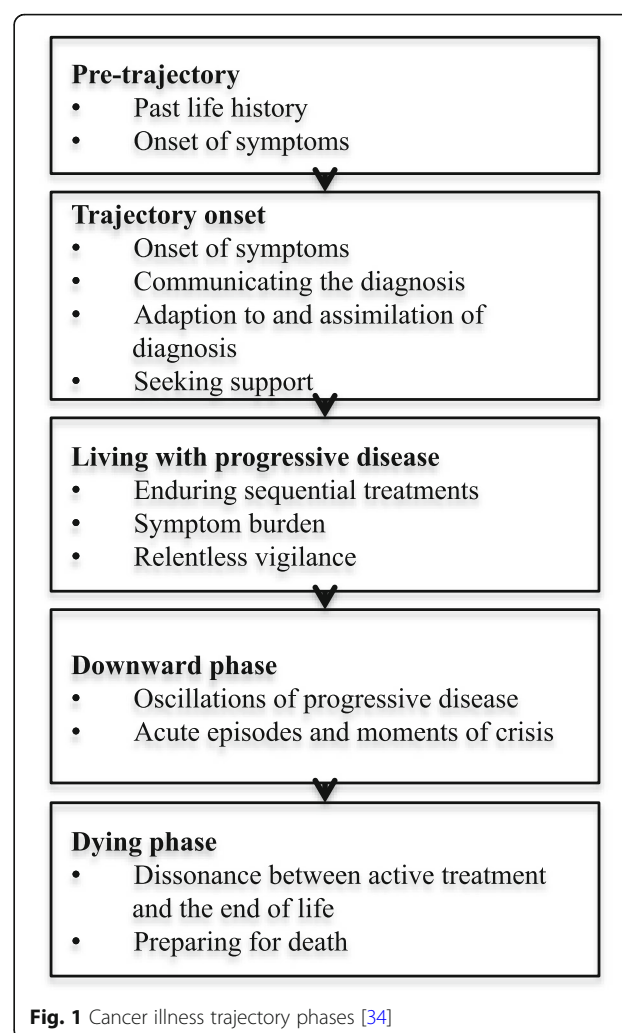 Pre-trajectory
• Past life history
• Onset of symptoms
Trajectory onset
• Onset of symptoms
• Communicating the diagnosis
• Adaption to and assimilation of
diagnosis
• Seeking support
Living with progressive disease
• Enduring sequential treatments
• Symptom burden
• Relentless vigilance
Downward phase
• Oscillations of progressive disease
• Acute episodes and moments of crisis
Dying phase
• Dissonance between active treatment
and the end of life
• Preparing for death
Fig. 1 Cancer illness trajectory phases [34]